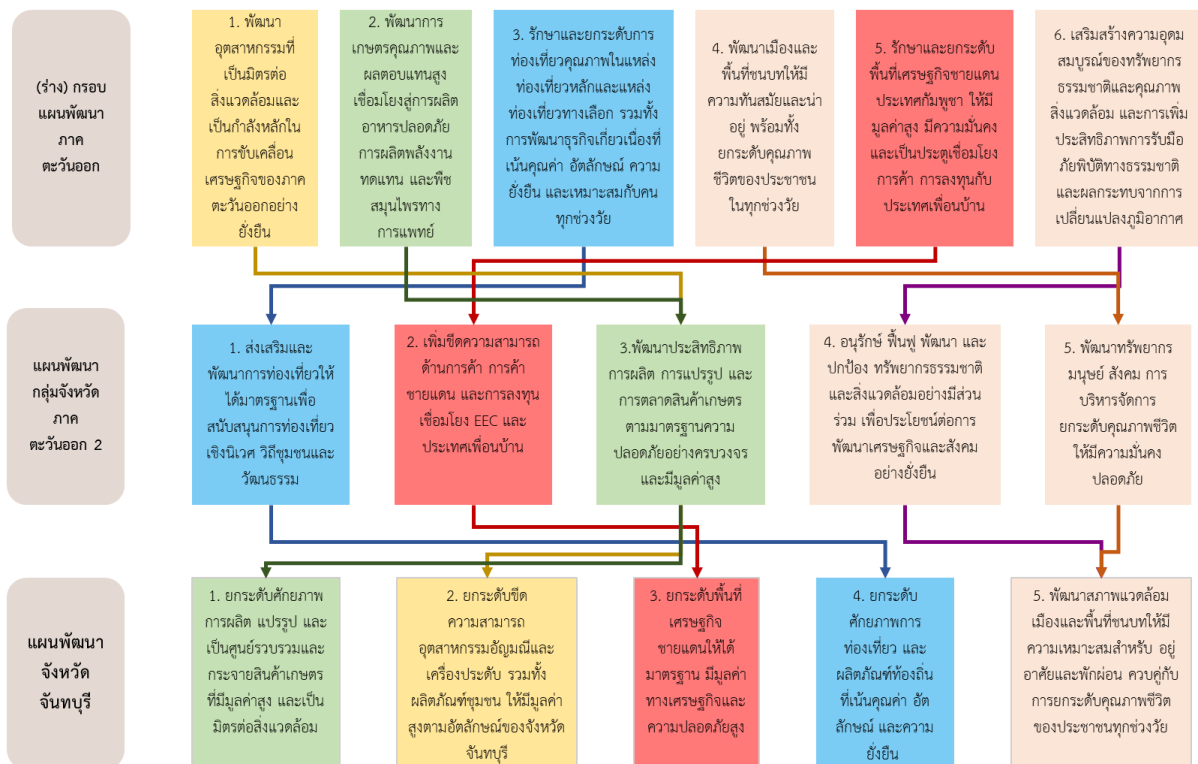 (ร่าง) กรอบ
แผนพัฒนา
ภาค
ตะวันออก
1. พัฒนา
อุตสาหกรรมที่
เป็นมิตรต่อ
สิ่งแวดล้อมและ
เป็นกำลังหลักใน
การขับเคลื่อน
เศรษฐกิจของภาค
ตะวันออกอย่าง
ยั่งยืน
2. พัฒนาการ
เกษตรคุณภาพและ
ผลตอบแทนสูง
เชื่อมโยงสู่การผลิต
อาหารปลอดภัย
การผลิตพลังงาน
ทดแทน และพืช
สมุนไพรทาง
การแพทย์
3. รักษาและยกระดับการ
ท่องเที่ยวคุณภาพในแหล่ง
ท่องเที่ยวหลักและแหล่ง
ท่องเที่ยวทางเลือก รวมทั้ง
การพัฒนาธุรกิจเกี่ยวเนื่องที่
เน้นคุณค่า อัตลักษณ์ ความ
ยั่งยืน และเหมาะสมกับคน
ทุกช่วงวัย
4. พัฒนาเมืองและ
พื้นที่ชนบทให้มี
ความทันสมัยและน่า
อยู่ พร้อมทั้ง
ยกระดับคุณภาพ
ชีวิตของประชาชน
ในทุกช่วงวัย
5. รักษาและยกระดับ
พื้นที่เศรษฐกิจชายแดน
ประเทศกัมพูชา ให้มี
มูลค่าสูง มีความมั่นคง
และเป็นประตูเชื่อมโยง
การค้า การลงทุนกับ
ประเทศเพื่อนบ้าน
6. เสริมสร้างความอุดม
สมบูรณ์ของทรัพยากร
ธรรมชาติและคุณภาพ
สิ่งแวดล้อม และการเพิ่ม
ประสิทธิภาพการรับมือ
ภัยพิบัติทางธรรมชาติ
และผลกระทบจากการ
เปลี่ยนแปลงภูมิอากาศ
แผนพัฒนา
กลุ่มจังหวัด
ภาค
ตะวันออก 2
1. ส่งเสริมและ
พัฒนาการท่องเที่ยวให้
ได้มาตรฐานเพื่อ
สนับสนุนการท่องเที่ยว
เชิงนิเวศ วิถีชุมชนและ
วัฒนธรรม
2. เพิ่มขีดความสามารถ
ด้านการค้า การค้า
ชายแดน และการลงทุน
เชื่อมโยง EEC และ
ประเทศเพื่อนบ้าน
3.พัฒนาประสิทธิภาพ
การผลิต การแปรรูป และ
การตลาดสินค้าเกษตร
ตามมาตรฐานความ
ปลอดภัยอย่างครบวงจร
และมีมูลค่าสูง
4. อนุรักษ์ ฟื้นฟู พัฒนา และ
ปกป้อง ทรัพยากรธรรมชาติ
และสิ่งแวดล้อมอย่างมีส่วน
ร่วม เพื่อประโยชน์ต่อการ
พัฒนาเศรษฐกิจและสังคม
อย่างยั่งยืน
5. พัฒนาทรัพยากร
มนุษย์ สังคม การ
บริหารจัดการ
ยกระดับคุณภาพชีวิต
ให้มีความมั่นคง
ปลอดภัย
แผนพัฒนา
จังหวัด
จันทบุรี
1. ยกระดับศักยภาพ
การผลิต แปรรูป และ
เป็นศูนย์รวบรวมและ
กระจายสินค้าเกษตร
ที่มีมูลค่าสูง และเป็น
มิตรต่อสิ่งแวดล้อม
2. ยกระดับขีด
ความสามารถ
อุตสาหกรรมอัญมณีและ
เครื่องประดับ รวมทั้ง
ผลิตภัณฑ์ชุมชน ให้มีมูลค่า
สูงตามอัตลักษณ์ของจังหวัด
จันทบุรี
3. ยกระดับพื้นที่
เศรษฐกิจ
ชายแดนให้ได้
มาตรฐาน มีมูลค่า
ทางเศรษฐกิจและ
ความปลอดภัยสูง
4. ยกระดับ
ศักยภาพการ
ท่องเที่ยว และ
ผลิตภัณฑ์ท้องถิ่น
ที่เน้นคุณค่า อัต
ลักษณ์ และความ
ยั่งยืน
5. พัฒนาสภาพแวดล้อม
เมืองและพื้นที่ชนบทให้มี
ความเหมาะสมสำหรับ อยู่
อาศัยและพักผ่อน ควบคู่กับ
การยกระดับคุณภาพชีวิต
ของประชาชนทุกช่วงวัย